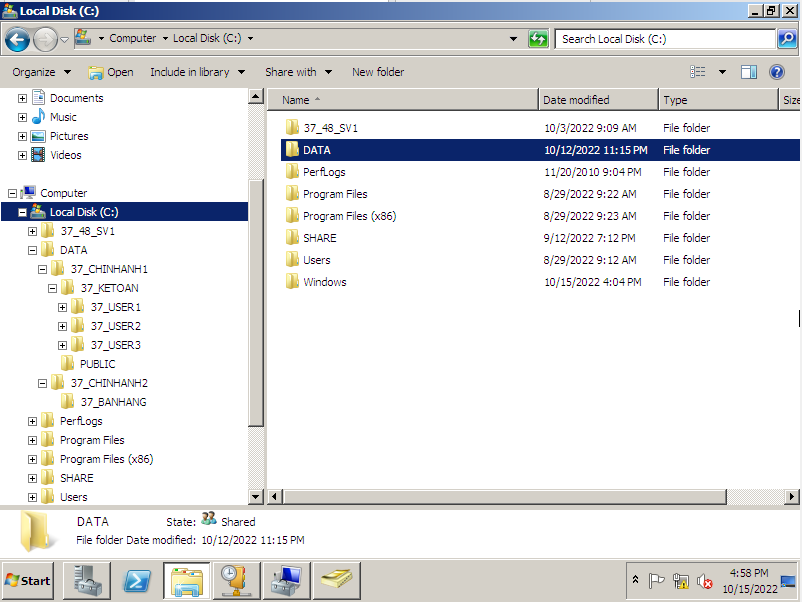 Local Disk (C:)
Computer Local Disk (C:) Search Local Disk (C:)
Organize Open Include in library Share with New folder
Name Date modified Type Size
Documents
Music
Pictures
Videos
Computer
Local Disk (C:)
37_48_SV1
DATA
37_CHINHANH1
37_KETOAN
37_USER1
37_USER2
37_USER3
PUBLIC
37_CHINHANH2
37_BANHANG
PerfLogs
Program Files
Program Files (x86)
SHARE
Users
37_48_SV1 10/3/2022 9:09 AM File folder
DATA 10/12/2022 11:15 PM File folder
PerfLogs 11/20/2010 9:04 PM File folder
Program Files 8/29/2022 9:22 AM File folder
Program Files (x86) 8/29/2022 9:23 AM File folder
SHARE 9/12/2022 7:12 PM File folder
Users 8/29/2022 9:12 AM File folder
Windows 10/15/2022 4:04 PM File folder
DATA State: Shared
File folder Date modified: 10/12/2022 11:15 PM
Start
4:58 PM
10/15/2022